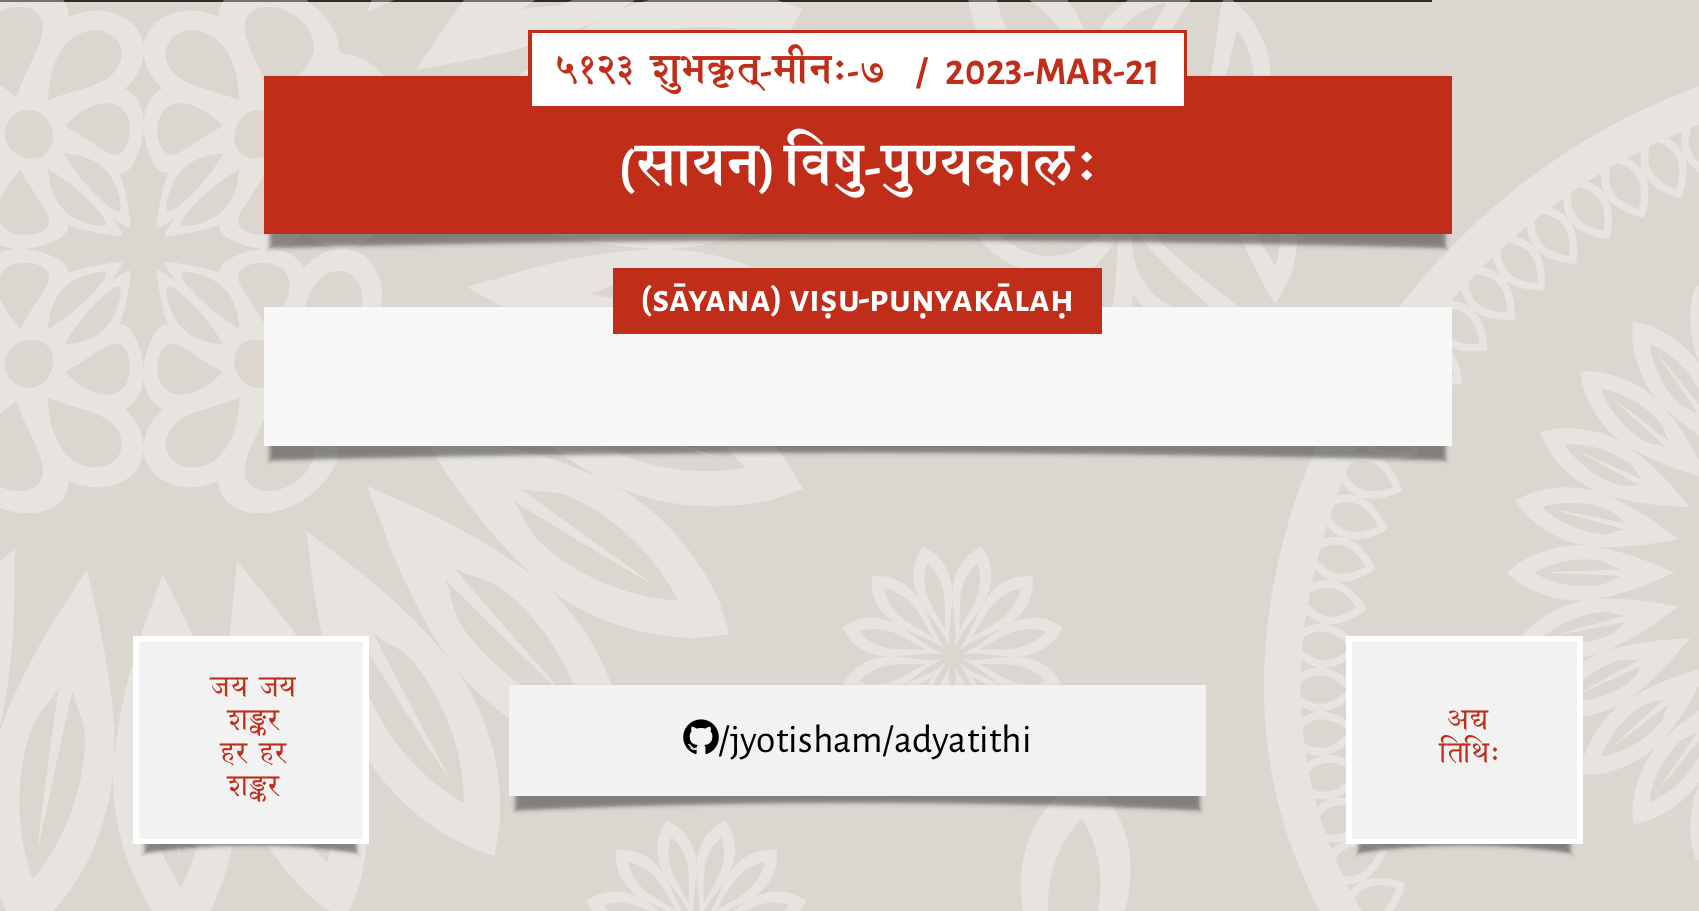 ५१२३ शुभकृत्-मीनः-७ / 2023-MAR-21
(सायन) विषु-पुण्यकालः
(SĀYANA) VIṢU-PUṆYAKĀLAḤ
/jyotisham/adyatithi
जय जय
शङ्कर
हर हर
शङ्कर
अद्य
तिथिः